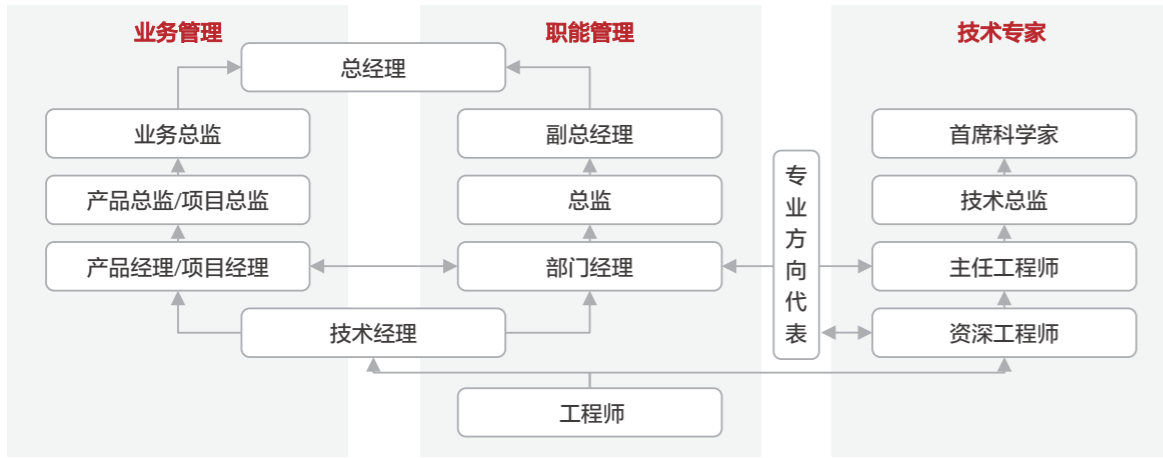 业务管理
职能管理
技术专家
总经理
业务总监
副总经理
首席科学家
产品总监/项目总监
总监
技术总监
产品经理/项目经理
部门经理
专业方向代表
主任工程师
技术经理
资深工程师
工程师